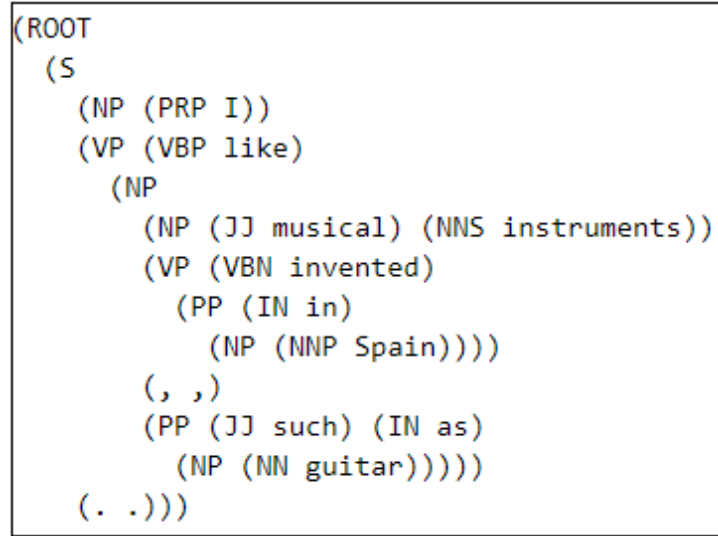 (ROOT
  (S
    (NP (PRP I))
    (VP (VBP like)
      (NP
        (NP (JJ musical) (NNS instruments))
        (VP (VBN invented)
          (PP (IN in)
            (NP (NNP Spain))))
        (, ,)
        (PP (JJ such) (IN as)
          (NP (NN guitar)))))
    (. .)))